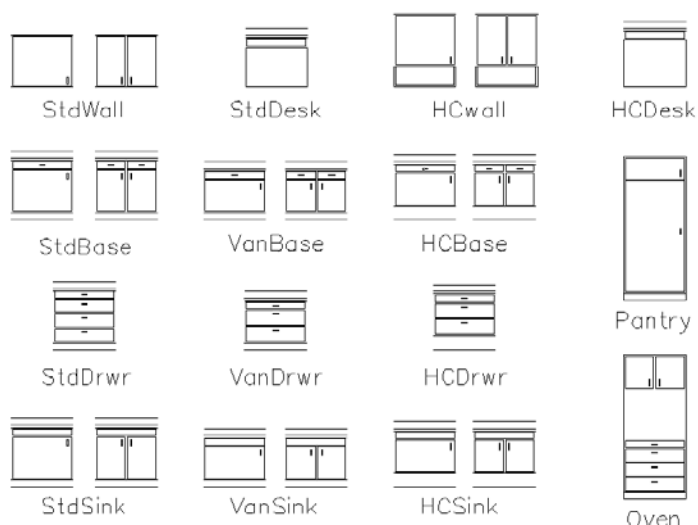 StdWall StdDesk HCwall HCDesk
StdBase VanBase HCBase
Pantry
StdDrwr VanDrwr HCDrwr
StdSink VanSink HCSink
Oven